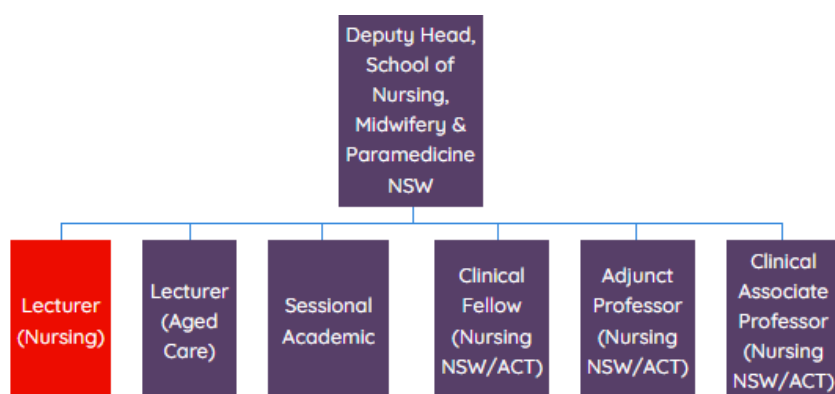 Deputy Head,
School of
Nursing,
Midwifery &
Paramedicine
NSW
Lecturer
(Nursing)
Lecturer
(Aged
Care)
Sessional
Academic
Clinical
Fellow
(Nursing
NSW/ACT)
Adjunct
Professor
(Nursing
NSW/ACT)
Clinical
Associate
Professor
(Nursing
NSW/ACT)